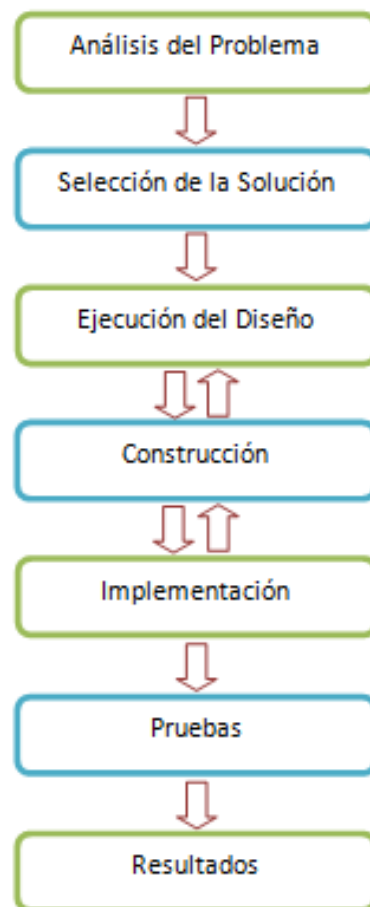 Análisis del Problema
Selección de la Solución
Ejecución del Diseño
Construcción
Implementación
Pruebas
Resultados